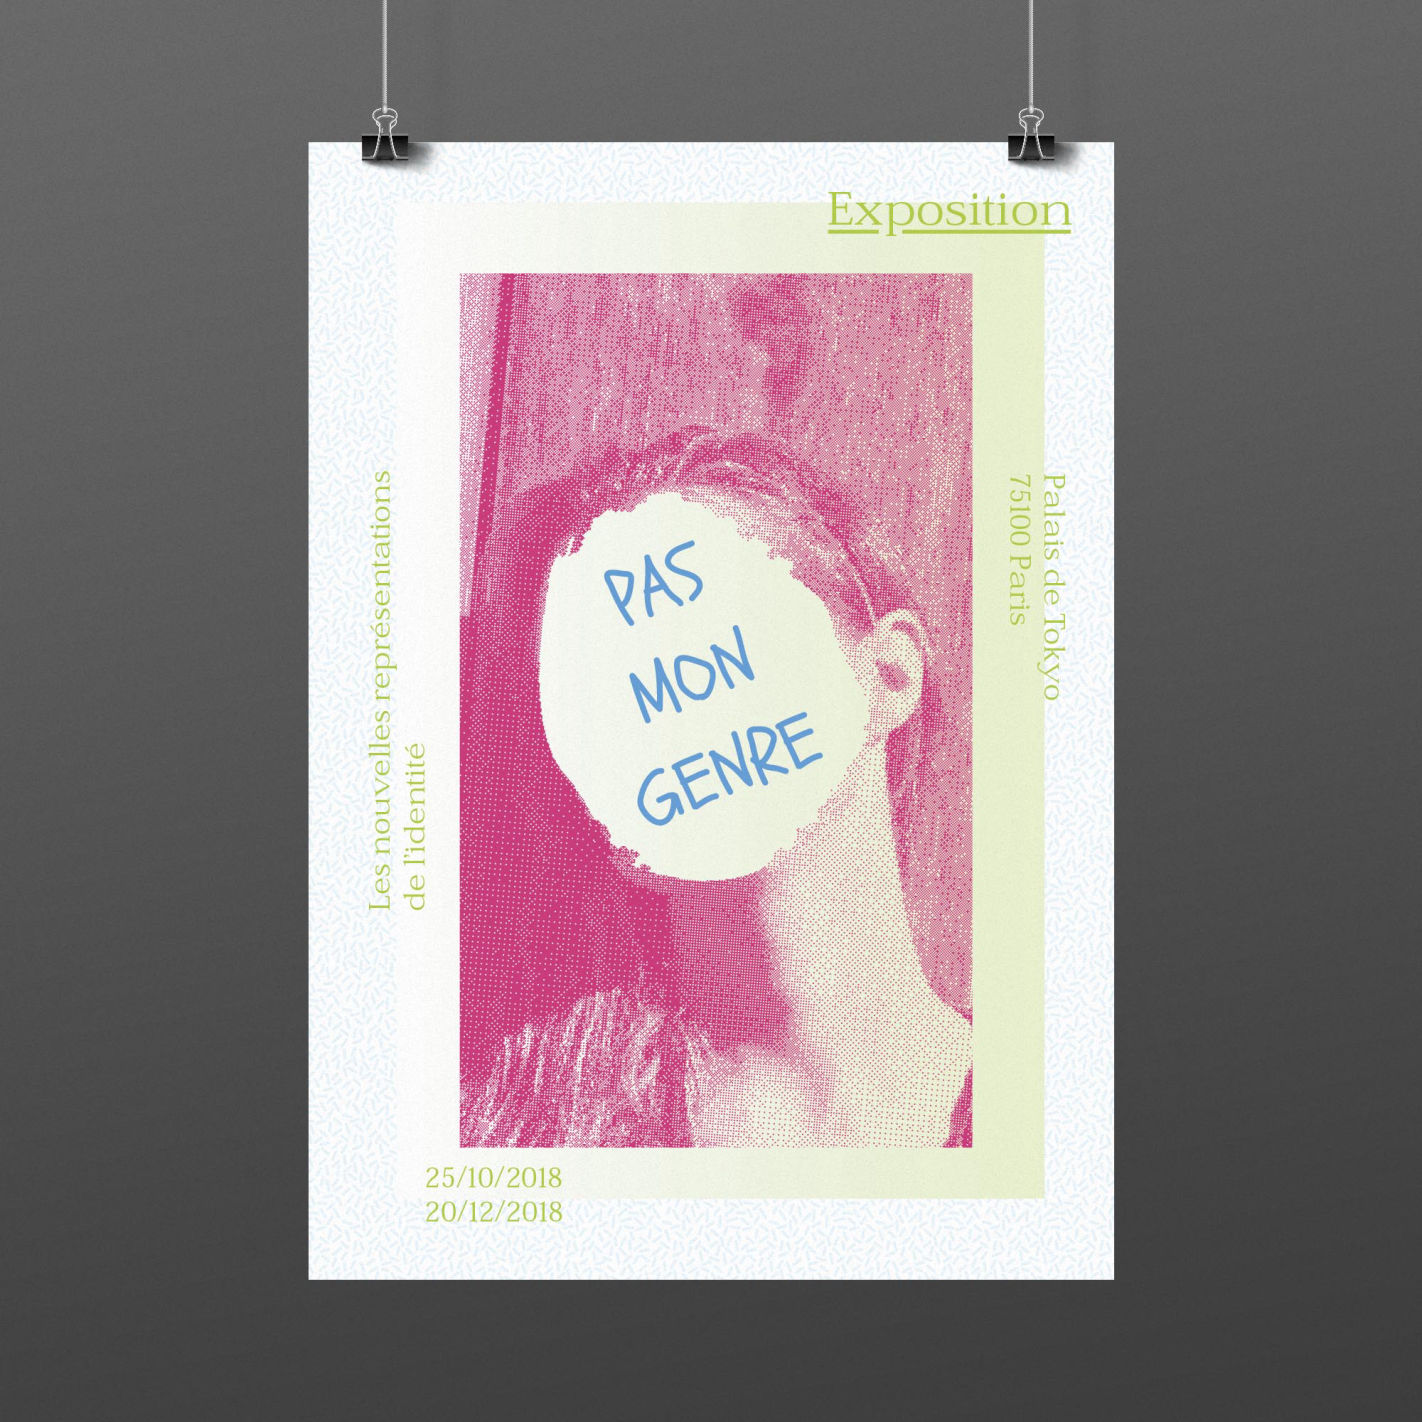 Exposition
Les nouvelles représentations
de l'identité
Palais de Tokyo
75100 Paris
PAS
MON
GENRE
25/10/2018
20/12/2018